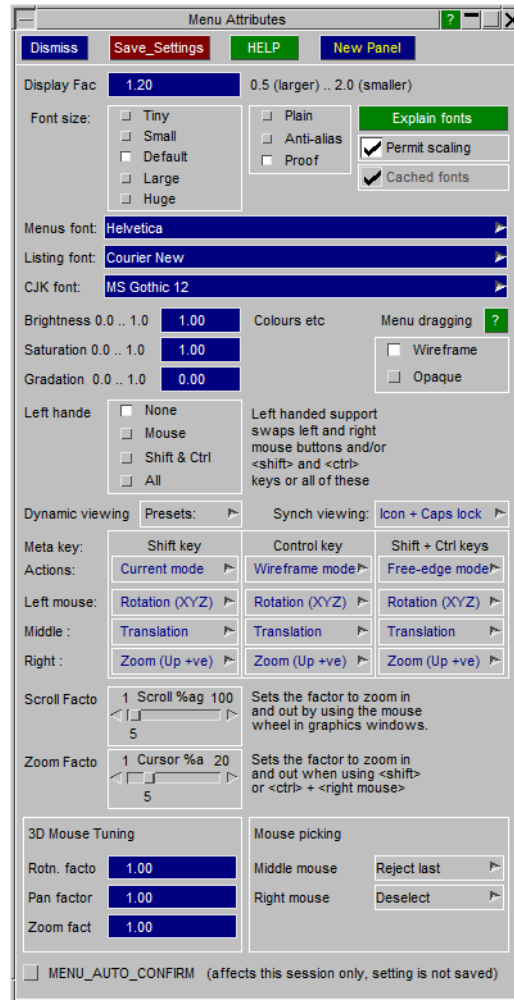 Menu Attributes ?
Dismiss Save_Settings HELP New Panel
Display Fac 1.20 0.5 (larger) .. 2.0 (smaller)
Font size: Tiny Plain Explain fonts
Small Anti-alias Permit scaling
Default Proof Cached fonts
Large
Huge
Menus font: Helvetica
Listing font: Courier New
CJK font: MS Gothic 12
Brightness 0.0 .. 1.0 1.00 Colours etc Menu dragging ?
Saturation 0.0 .. 1.0 1.00 Wireframe
Gradation 0.0 .. 1.0 0.00 Opaque
Left hande None Left handed support
Mouse swaps left and right
Shift & Ctrl mouse buttons and/or
All <shift> and <ctrl>
keys or all of these
Dynamic viewing Presets: Synch viewing: Icon + Caps lock
Meta key: Shift key Control key Shift + Ctrl keys
Actions: Current mode Wireframe mode Free-edge mode
Left mouse: Rotation (XYZ) Rotation (XYZ) Rotation (XYZ)
Middle : Translation Translation Translation
Right : Zoom (Up +ve) Zoom (Up +ve) Zoom (Up +ve)
Scroll Facto 1 Scroll %ag 100 Sets the factor to zoom in
and out by using the mouse
5 wheel in graphics windows.
Zoom Facto 1 Cursor %a 20 Sets the factor to zoom in
and out when using <shift>
5 or <ctrl> + <right mouse>
3D Mouse Tuning Mouse picking
Rotn. facto 1.00 Middle mouse Reject last
Pan factor 1.00 Right mouse Deselect
Zoom fact 1.00
MENU_AUTO_CONFIRM (affects this session only, setting is not saved)